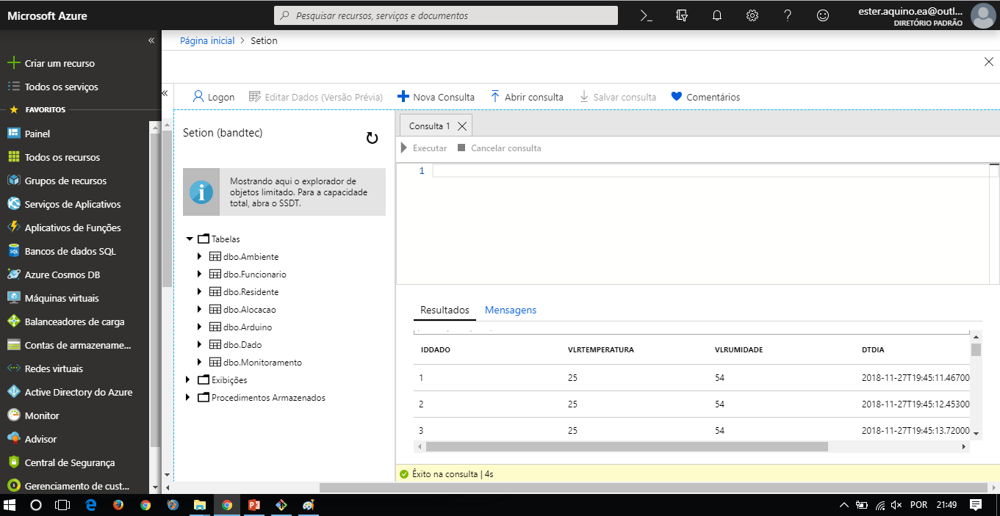 Microsoft Azure
Pesquisar recursos, serviços e documentos
ester.aquino.ea@outl...
DIRETÓRIO PADRÃO
Criar um recurso
Todos os serviços
FAVORITOS
Painel
Todos os recursos
Grupos de recursos
Serviços de Aplicativos
Aplicativos de Funções
Bancos de dados SQL
Azure Cosmos DB
Máquinas virtuais
Balanceadores de carga
Contas de armazename...
Redes virtuais
Active Directory do Azure
Monitor
Advisor
Central de Segurança
Gerenciamento de cust...
Página inicial > Setion
Logon
Editar Dados (Versão Prévia)
Nova Consulta
Abrir consulta
Salvar consulta
Comentários
Setion (bandtec)
Mostrando aqui o explorador de
objetos limitado. Para a capacidade
total, abra o SSDT.
Tabelas
dbo.Ambiente
dbo.Funcionario
dbo.Residente
dbo.Alocacao
dbo.Arduino
dbo.Dado
dbo.Monitoramento
Exibições
Procedimentos Armazenados
Consulta 1
Executar
Cancelar consulta
1
Resultados
Mensagens
IDDADO VLRTEMPERATURA VLRUMIDADE DTDIA
1 25 54 2018-11-27T19:45:11.46700
2 25 54 2018-11-27T19:45:12.45300
3 25 54 2018-11-27T19:45:13.72000
Êxito na consulta | 4s
POR 21:49